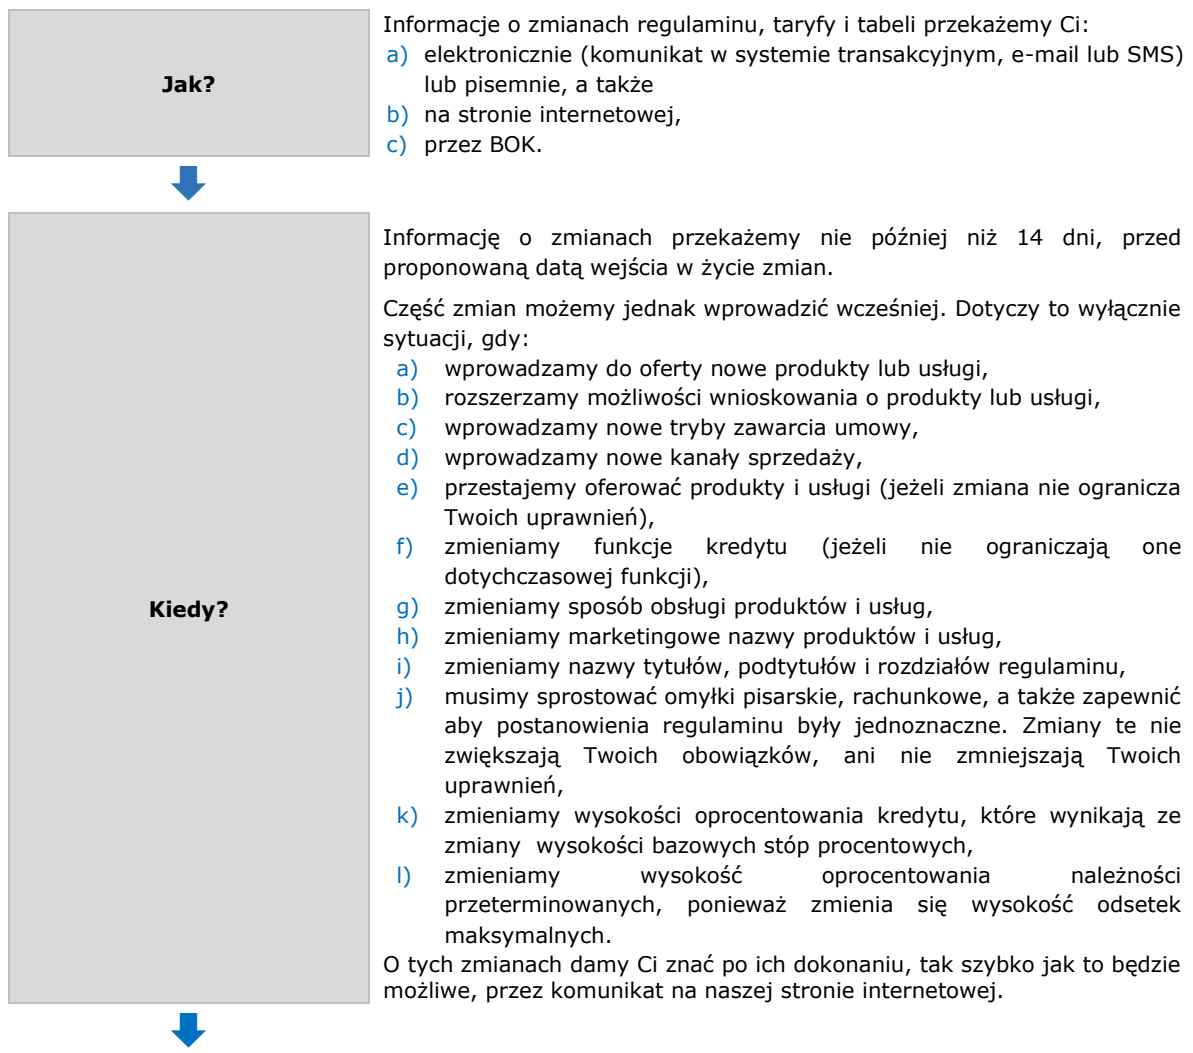 Jak?
Informacje o zmianach regulaminu, taryfy i tabeli przekażemy Ci:
a) elektronicznie (komunikat w systemie transakcyjnym, e-mail lub SMS)
lub pisemnie, a także
b) na stronie internetowej,
c) przez BOK.
Kiedy?
Informację o zmianach przekażemy nie później niż 14 dni, przed
proponowaną datą wejścia w życie zmian.
Część zmian możemy jednak wprowadzić wcześniej. Dotyczy to wyłącznie
sytuacji, gdy:
a) wprowadzamy do oferty nowe produkty lub usługi,
b) rozszerzamy możliwości wnioskowania o produkty lub usługi,
c) wprowadzamy nowe tryby zawarcia umowy,
d) wprowadzamy nowe kanały sprzedaży,
e) przestajemy oferować produkty i usługi (jeżeli zmiana nie ogranicza
Twoich uprawnień),
f) zmieniamy funkcje kredytu (jeżeli nie ograniczają one
dotychczasowej funkcji),
g) zmieniamy sposób obsługi produktów i usług,
h) zmieniamy marketingowe nazwy produktów i usług,
i) zmieniamy nazwy tytułów, podtytułów i rozdziałów regulaminu,
j) musimy sprostować omyłki pisarskie, rachunkowe, a także zapewnić
aby postanowienia regulaminu były jednoznaczne. Zmiany te nie
zwiększają Twoich obowiązków, ani nie zmniejszają Twoich
uprawnień,
k) zmieniamy wysokości oprocentowania kredytu, które wynikają ze
zmiany wysokości bazowych stóp procentowych,
l) zmieniamy wysokość oprocentowania należności
przeterminowanych, ponieważ zmienia się wysokość odsetek
maksymalnych.
O tych zmianach damy Ci znać po ich dokonaniu, tak szybko jak to będzie
możliwe, przez komunikat na naszej stronie internetowej.